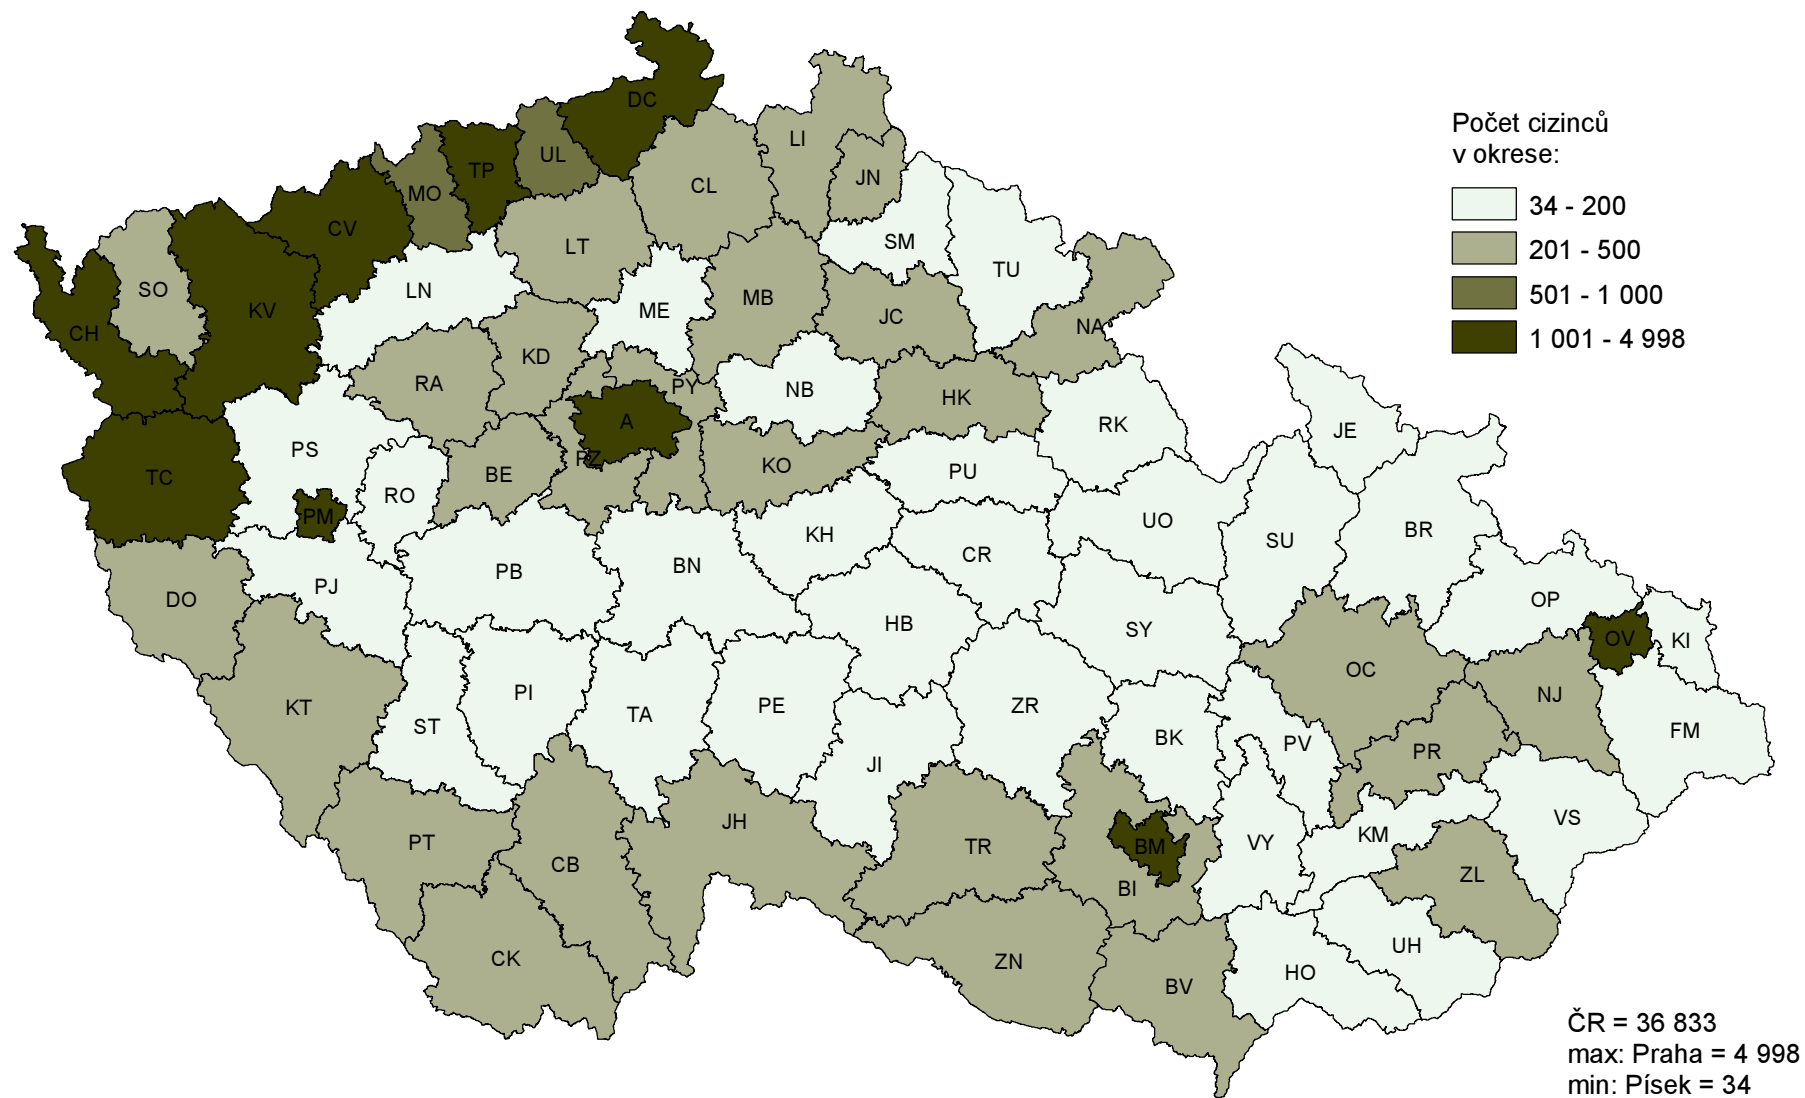 DC
LI
UL
TP
JN
CL
MO
CV
SM
LT
TU
SO
LN
MB
ME
KV
JC
NA
CH
KD
RA
PY
NB
HK
A
RK
JE
PS
PZ
KO
PU
BE
TC
RO
PM
UO
BR
KH
SU
CR
BN
PB
PJ
DO
OP
HB
SY
OV
KI
OC
PI
NJ
KT
PE
ZR
TA
ST
FM
BK
PV
PR
JI
VS
JH
KM
PT
VY
TR
BM
CB
ZL
BI
UH
CK
ZN
HO
BV
Počet cizinců
v okrese:
34 - 200
201 - 500
501 - 1 000
1 001 - 4 998
ČR = 36 833
max: Praha = 4 998
min: Písek = 34